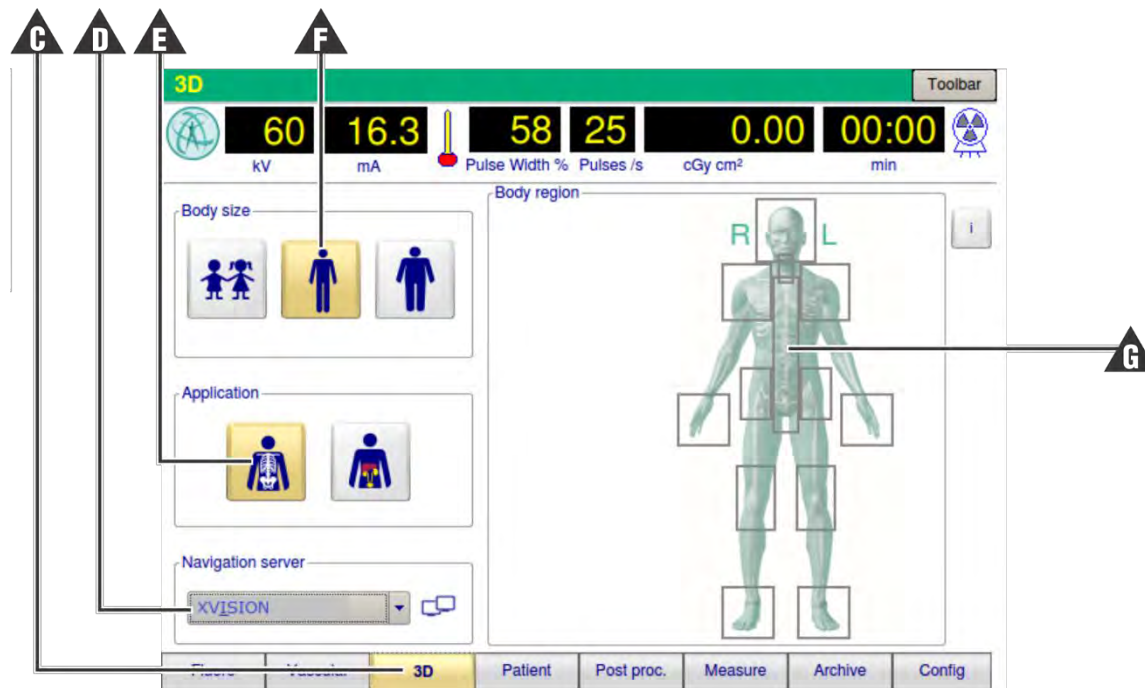 C D E F
3D Toolbar
60 16.3 58 25 0.00 00:00
kV mA Pulse Width % Pulses /s cGy cm² min
Body size
Body region
R L
i
G
Application
Navigation server
XVISION
3D Patient Post proc. Measure Archive Config